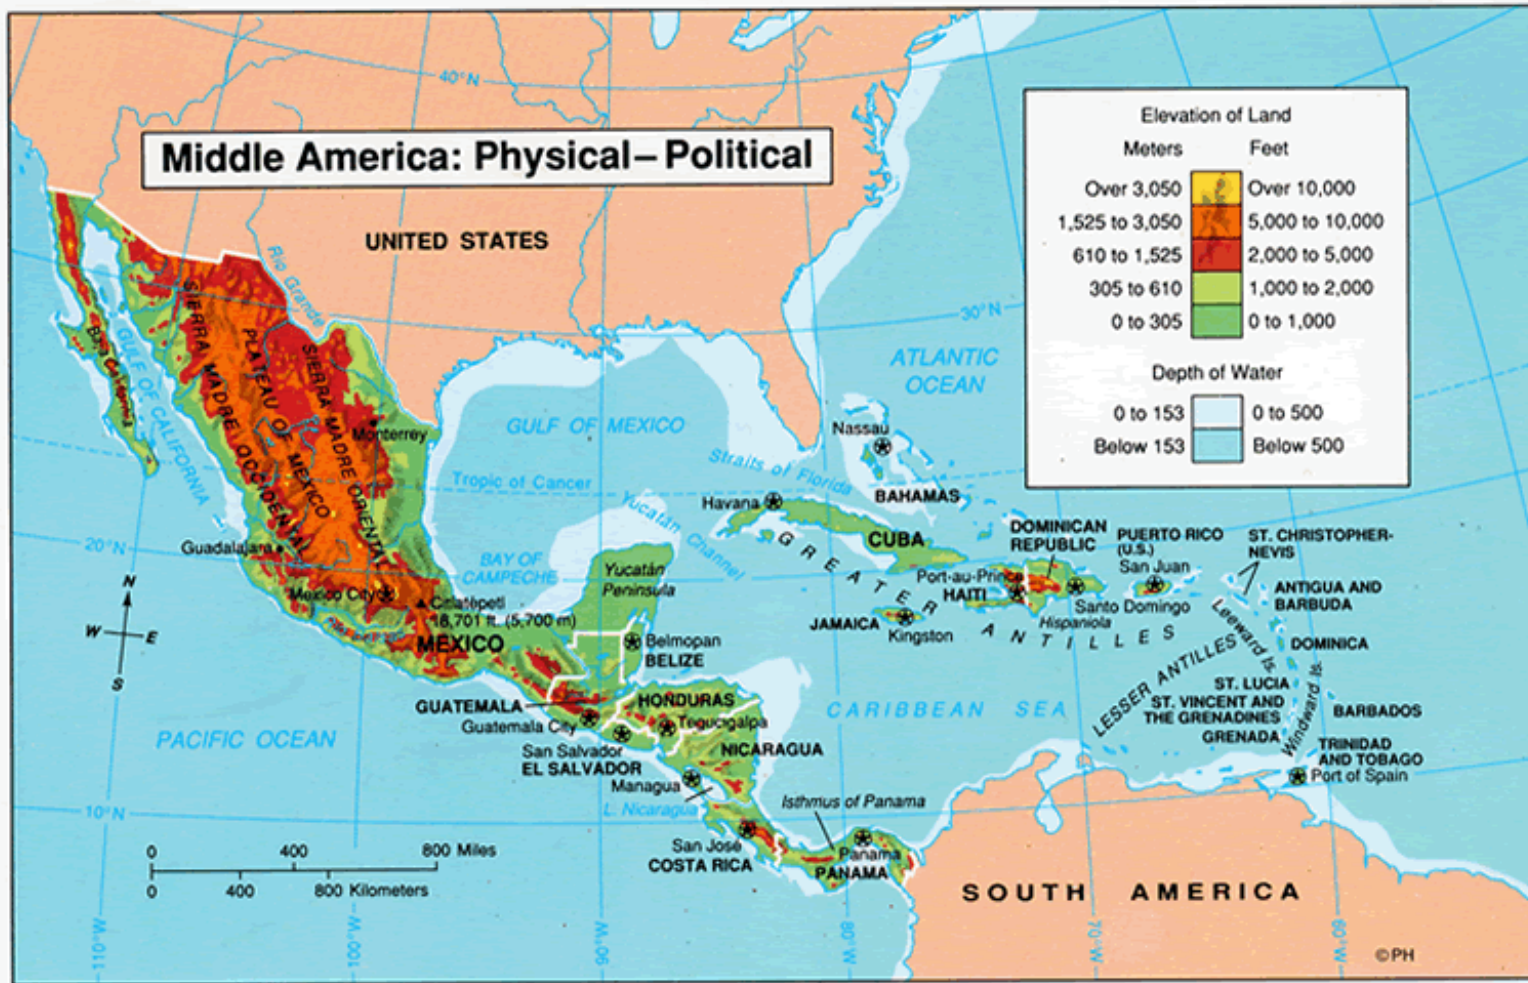 Middle America: Physical–Political
Elevation of Land
Meters
Feet
Over 3,050
Over 10,000
1,525 to 3,050
5,000 to 10,000
610 to 1,525
2,000 to 5,000
305 to 610
1,000 to 2,000
0 to 305
0 to 1,000
Depth of Water
0 to 153
0 to 500
Below 153
Below 500
40°N
UNITED STATES
Rio Grande
30°N
ATLANTIC
OCEAN
SIERRA MADRE OCCIDENTAL
PLATEAU OF MEXICO
SIERRA MADRE ORIENTAL
Baja California
GULF OF CALIFORNIA
Monterrey
GULF OF MEXICO
Nassau
Straits of Florida
BAHAMAS
Tropic of Cancer
Yucatán
Channel
Havana
CUBA
GREATER ANTILLES
DOMINICAN
REPUBLIC
PUERTO RICO
(U.S.)
San Juan
ST. CHRISTOPHER-
NEVIS
ANTIGUA AND
BARBUDA
Guadalajara
20°N
BAY OF
CAMPECHE
Yucatán
Peninsula
Port-au-Prince
HAITI
Santo Domingo
Hispaniola
Mexico City
Citlatépetl
18,701 ft. (5,700 m)
MEXICO
JAMAICA
Kingston
N
W
E
S
Belmopan
BELIZE
Leeward Is.
DOMINICA
LESSER ANTILLES
ST. LUCIA
ST. VINCENT AND
THE GRENADINES
GRENADA
Windward Is.
BARBADOS
TRINIDAD
AND TOBAGO
Port of Spain
GUATEMALA
Guatemala City
HONDURAS
Tegucigalpa
CARIBBEAN SEA
PACIFIC OCEAN
San Salvador
EL SALVADOR
NICARAGUA
Managua
L. Nicaragua
Isthmus of Panama
10°N
San José
COSTA RICA
Panama
PANAMA
SOUTH AMERICA
0
400
800 Miles
0
400
800 Kilometers
110°W
100°W
90°W
80°W
70°W
60°W
©PH